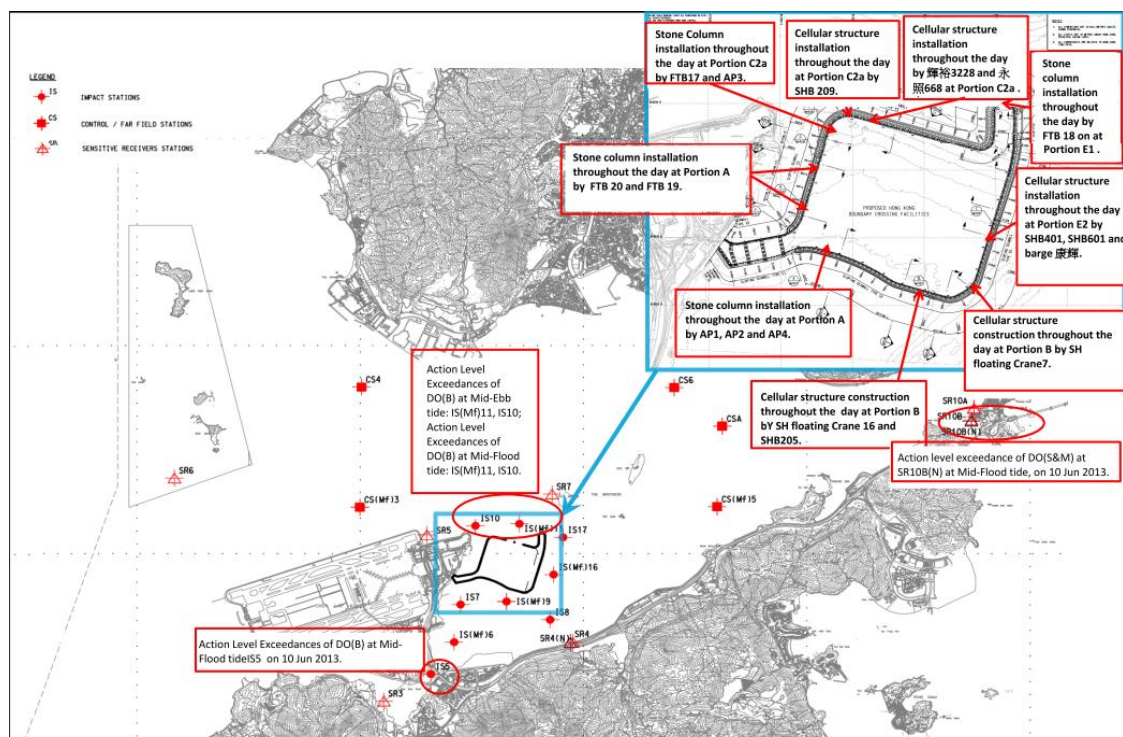 LEGEND
IS IMPACT STATIONS
CS CONTROL / FAR FIELD STATIONS
SR SENSITIVE RECEIVERS STATIONS
Stone Column
installation throughout
the day at Portion C2a
by FTB17 and AP3.
Cellular structure
installation
throughout the day
at Portion C2a by
SHB 209.
Cellular structure
installation
throughout the day
by 輝裕3228 and 永
照668 at Portion C2a .
Stone
column
installation
throughout
the day by
FTB 18 on at
Portion E1 .
Stone column installation
throughout the day at Portion A
by FTB 20 and FTB 19.
Cellular structure
installation
throughout the day
at Portion E2 by
SHB401, SHB601 and
barge 康輝.
PROPOSED HONG KONG
BOUNDARY CROSSING FACILITIES
Stone column installation
throughout the day at Portion A
by AP1, AP2 and AP4.
Cellular structure
construction throughout the
day at Portion B by SH
floating Crane7.
Cellular structure construction
throughout the day at Portion B
by SH floating Crane 16 and
SHB205.
Action Level
Exceedances of
DO(B) at Mid-Ebb
tide: IS(Mf)11, IS10;
Action Level
Exceedances of
DO(B) at Mid-Flood
tide: IS(Mf)11, IS10.
Action level exceedance of DO(S&M) at
SR10B(N) at Mid-Flood tide, on 10 Jun 2013.
Action Level Exceedances of DO(B) at Mid-
Flood tideIS5 on 10 Jun 2013.
CS4
CS6
CSA
SR10A
SR10B
SR10B(N)
SR6
CS(Mf)3
SR7
THE BROTHERS
CS(Mf)5
SR5
IS10
IS(Mf)1
IS17
IS(Mf)16
IS7
IS(Mf)9
IS8
IS(Mf)6
SR4(N)
SR4
IS5
SR3